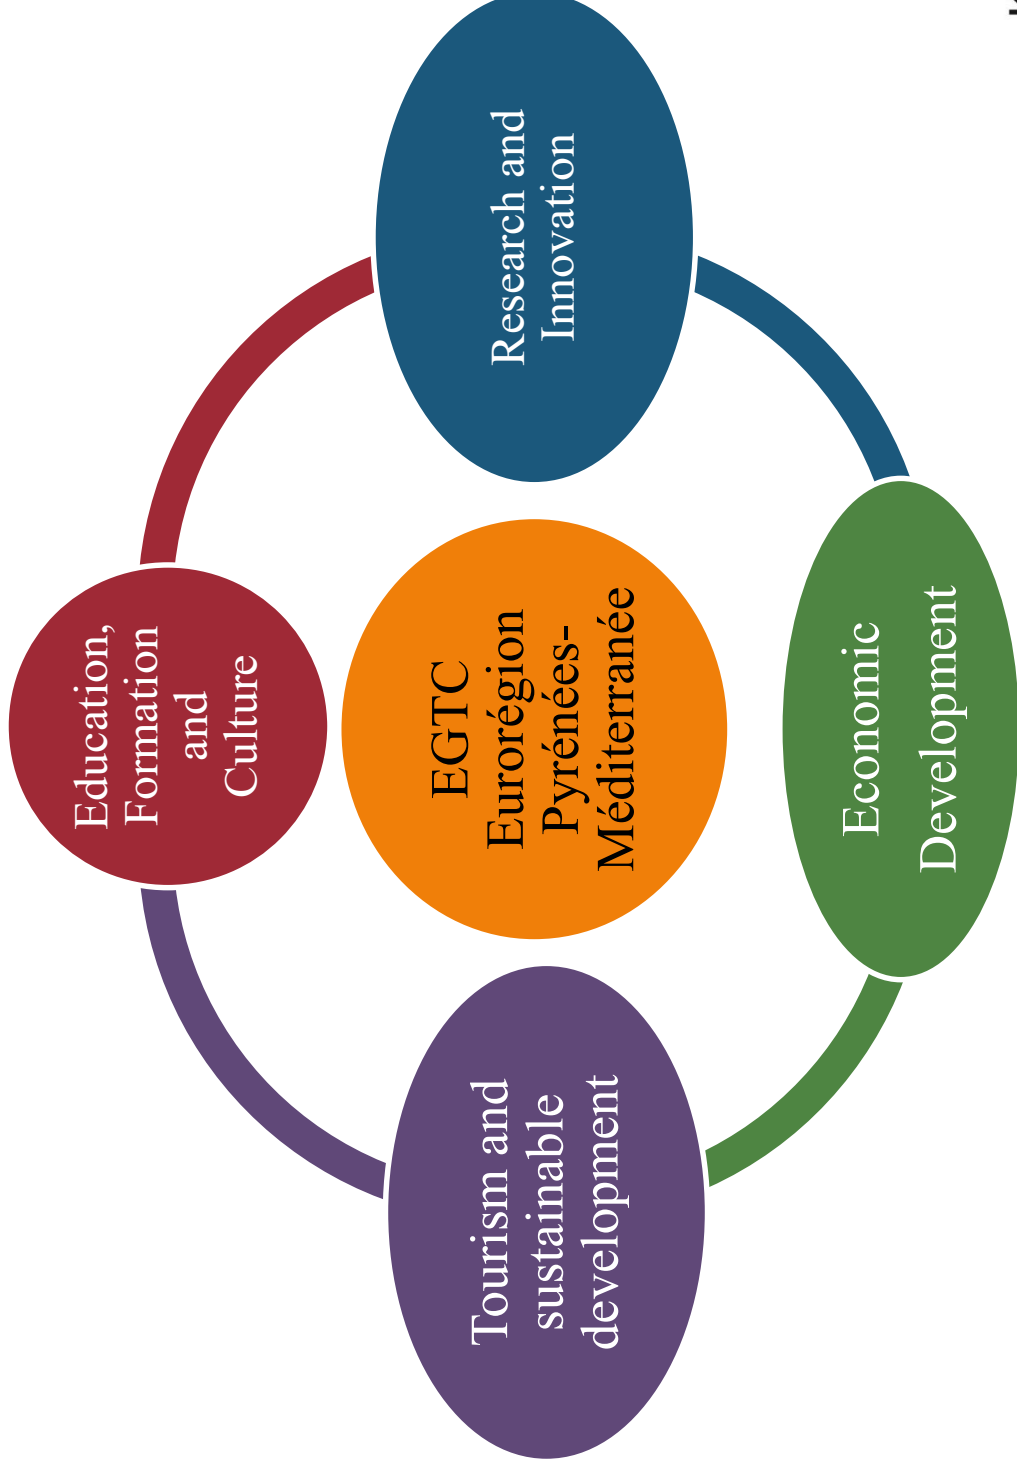 Education,
Formation
and
Culture
Research and
Innovation
EGTC
Eurorégion
Pyrénées-
Méditerranée
Tourism and
sustainable
development
Economic
Development